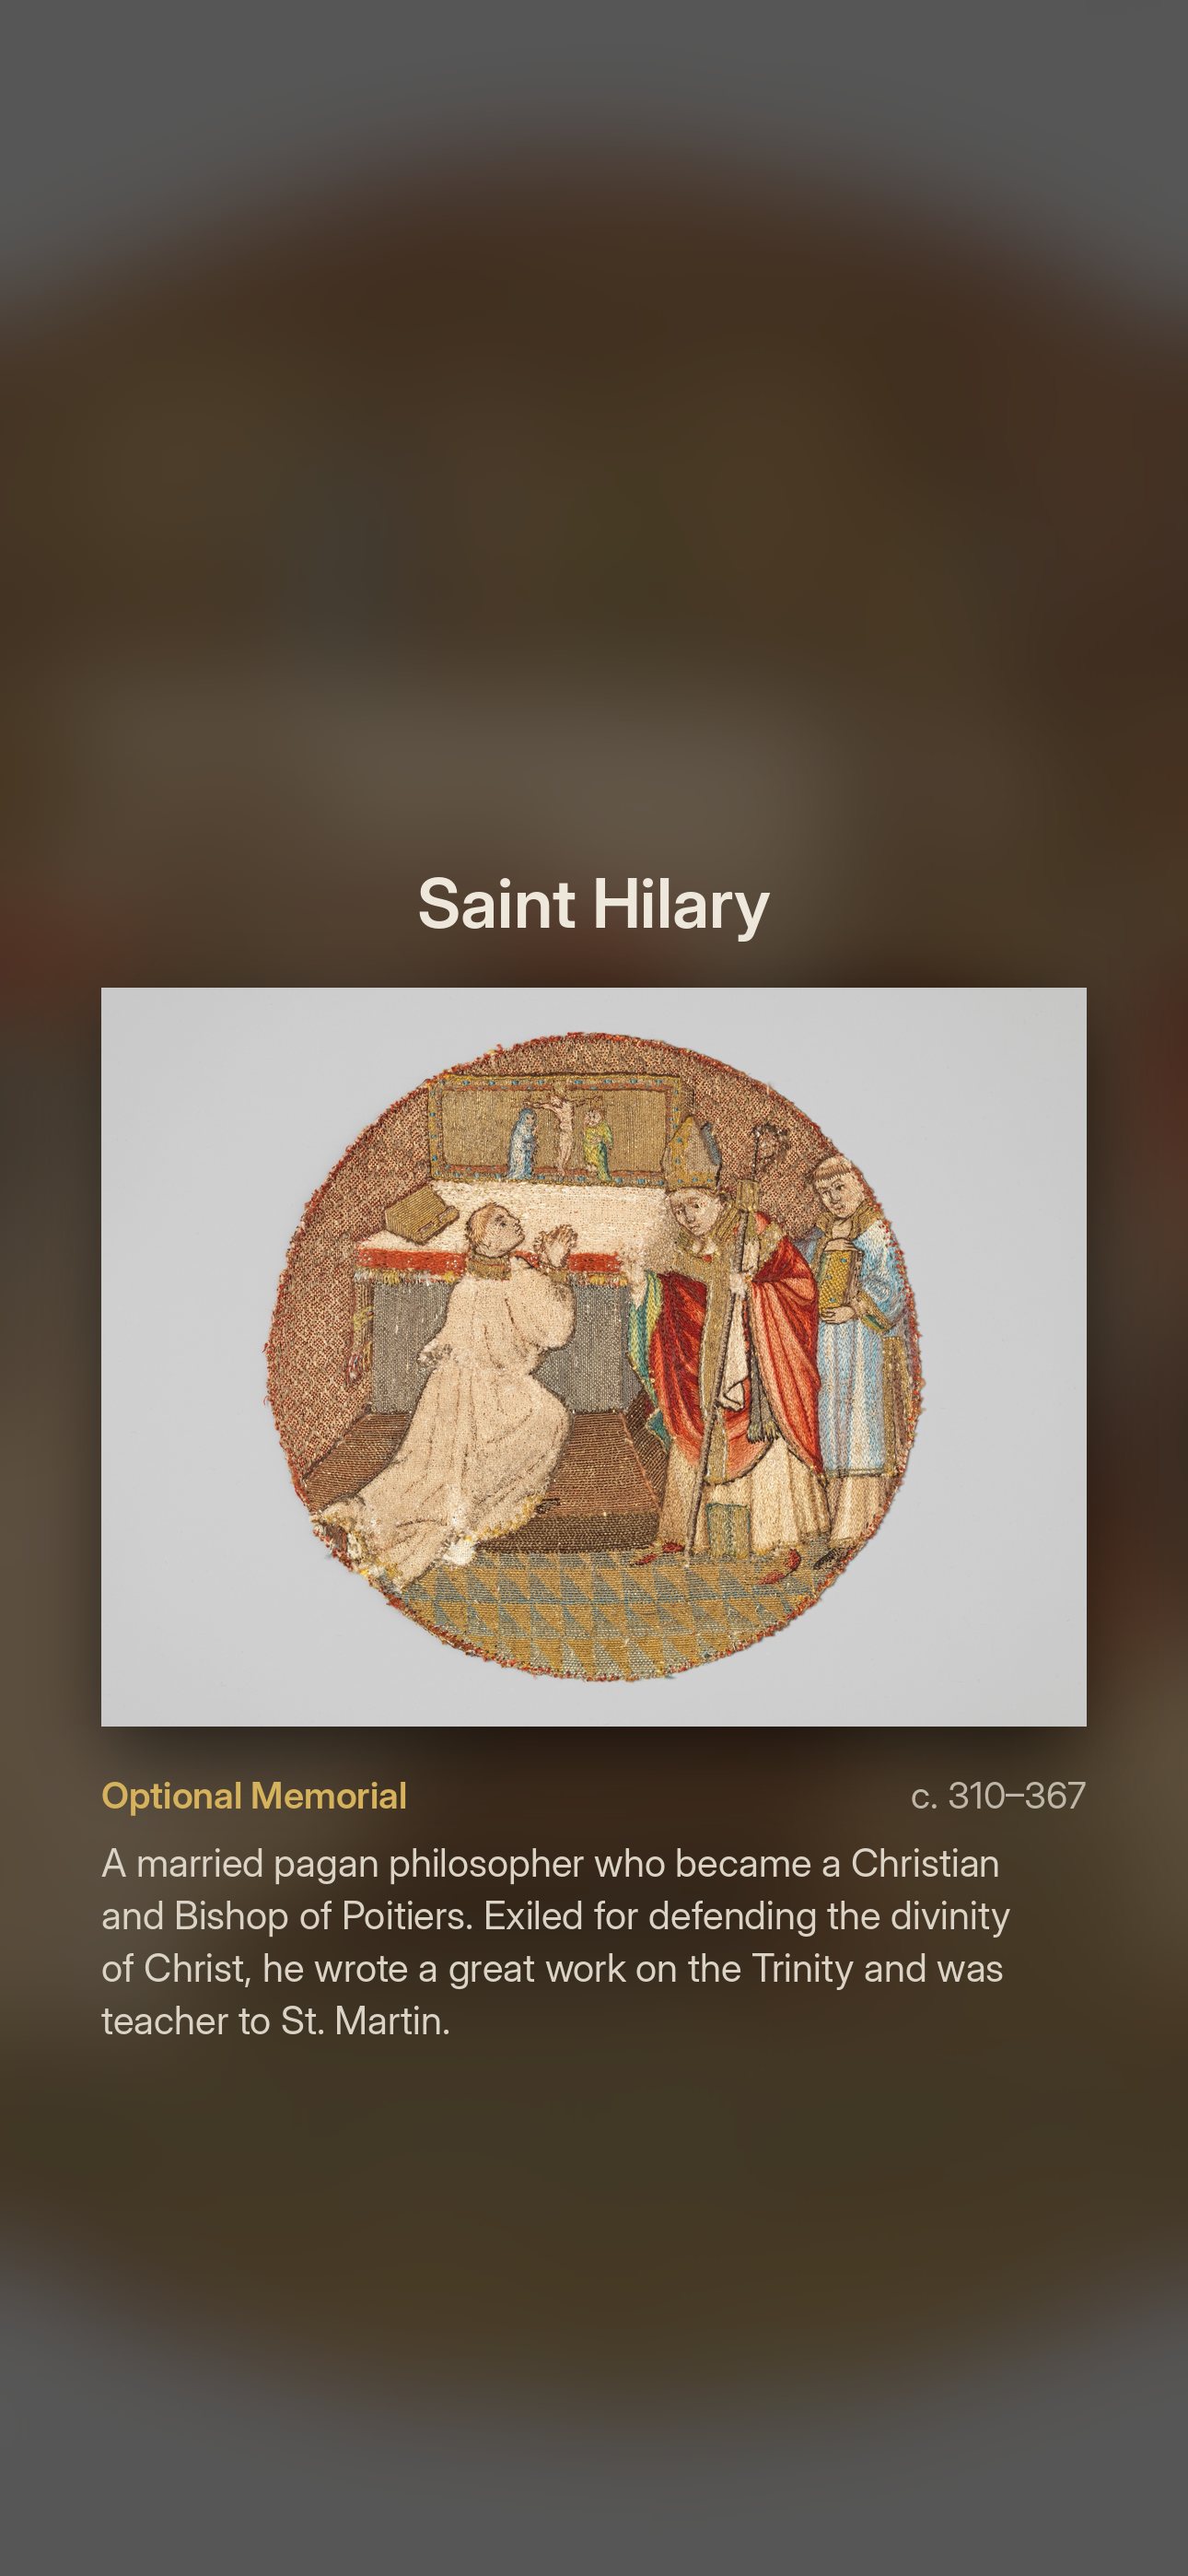 Saint Hilary
Optional Memorial
c. 310–367
A married pagan philosopher who became a Christian
and Bishop of Poitiers. Exiled for defending the divinity
of Christ, he wrote a great work on the Trinity and was
teacher to St. Martin.